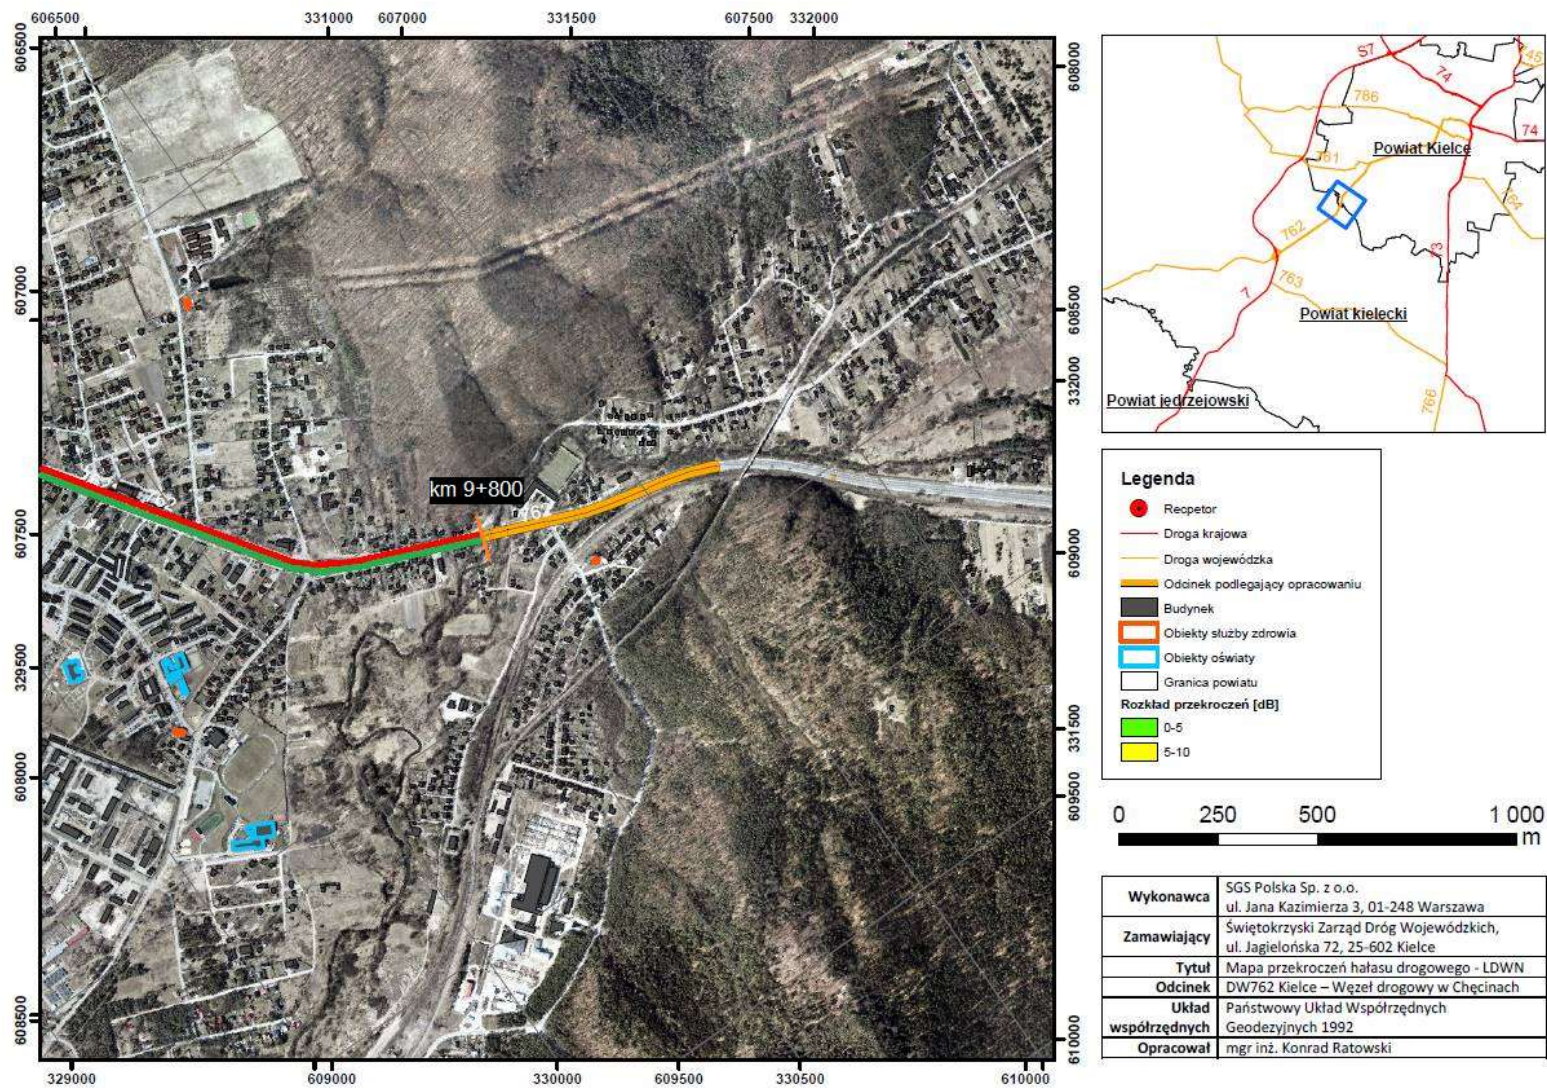 606500
331000
607000
331500
607500
332000
606500
607000
607500
332500
608000
608500
km 9+800
608000
608500
332000
609000
331500
609500
610000
329000
609000
330000
609500
330500
610000
S7
74
745
786
74
Powiat Kielce
761
764
762
73
763
7
Powiat kielecki
766
Powiat jędrzejowski
Legenda
Recpetor
Droga krajowa
Droga wojewódzka
Odcinek podlegający opracowaniu
Budynek
Obiekty służby zdrowia
Obiekty oświaty
Granica powiatu
Rozkład przekroczeń [dB]
0-5
5-10
0 250 500 1 000
m
Wykonawca SGS Polska Sp. z o.o.
ul. Jana Kazimierza 3, 01-248 Warszawa
Zamawiający Świętokrzyski Zarząd Dróg Wojewódzkich,
ul. Jagielońska 72, 25-602 Kielce
Tytuł Mapa przekroczeń hałasu drogowego - LDWN
Odcinek DW762 Kielce – Węzeł drogowy w Chęcinach
Układ współrzędnych Państwowy Układ Współrzędnych
Geodezyjnych 1992
Opracował mgr inż. Konrad Ratowski